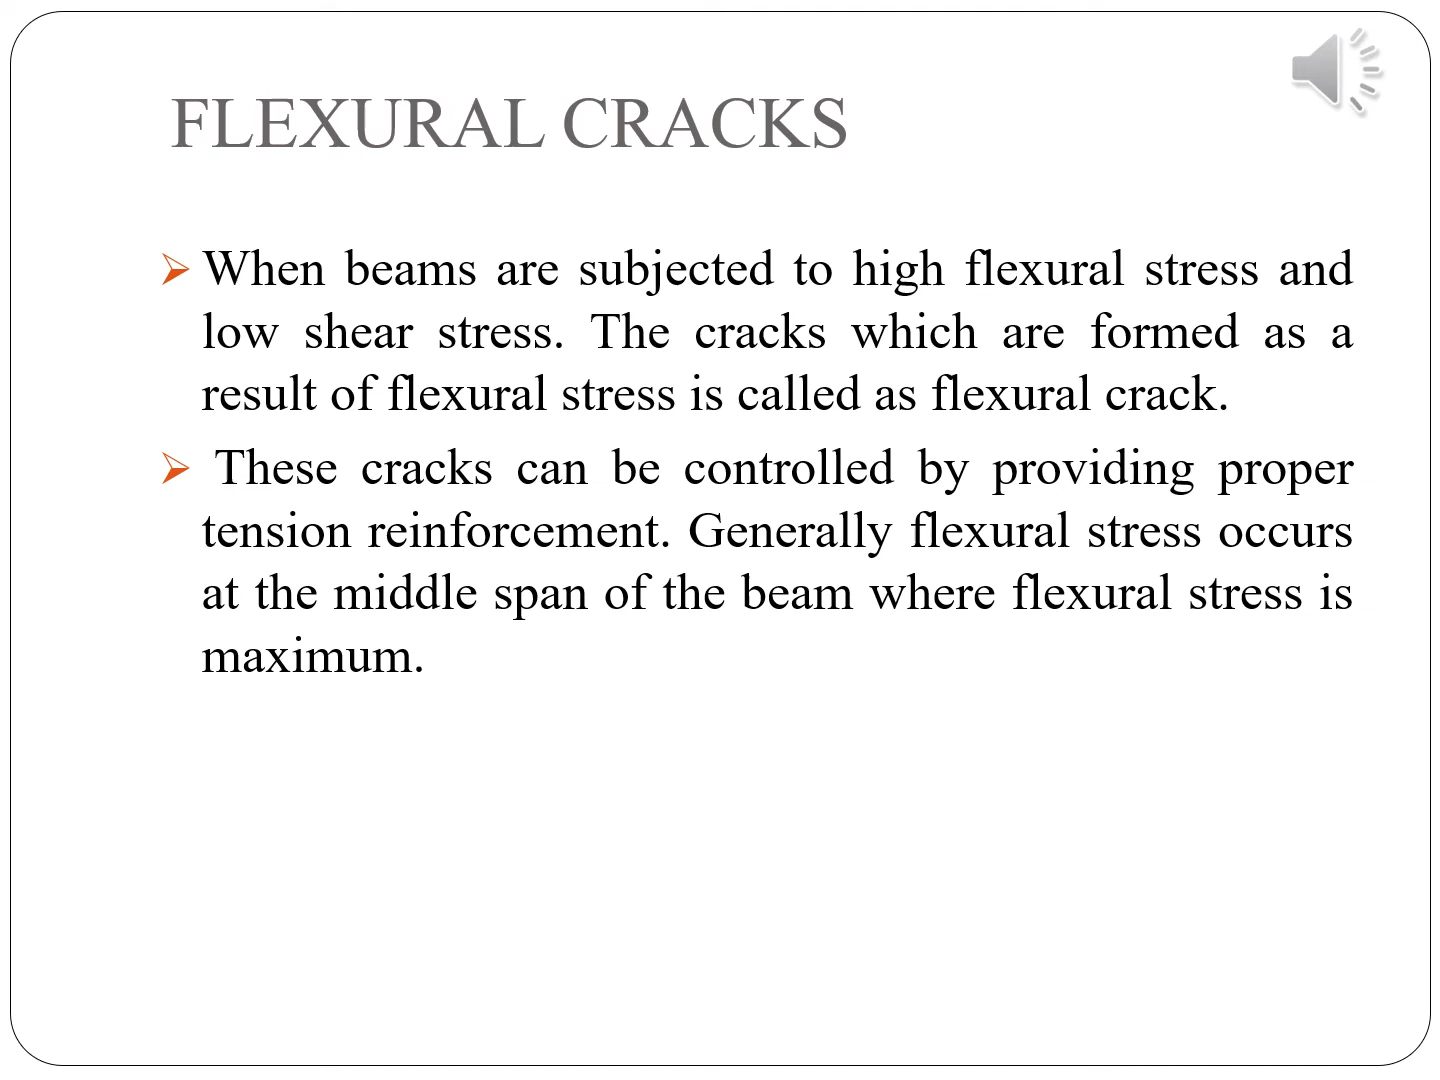 FLEXURAL CRACKS
When beams are subjected to high flexural stress and
low shear stress. The cracks which are formed as a
result of flexural stress is called as flexural crack.
These cracks can be controlled by providing proper
tension reinforcement. Generally flexural stress occurs
at the middle span of the beam where flexural stress is
maximum.